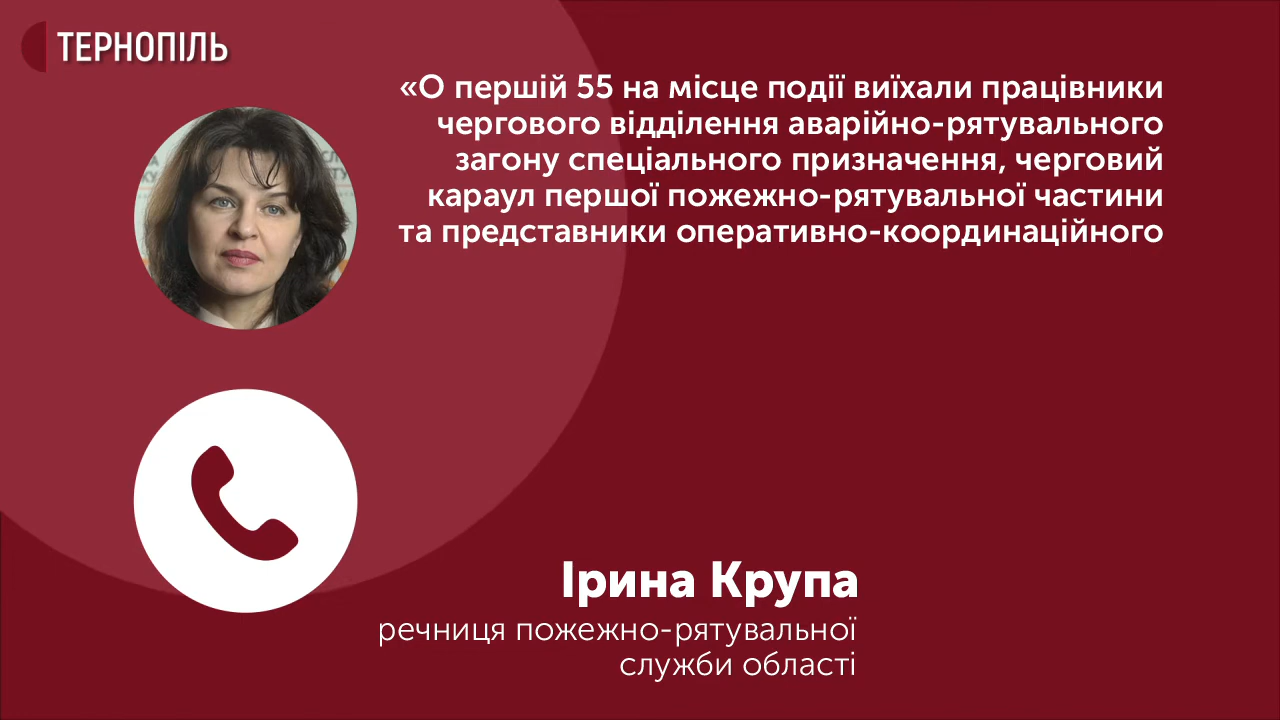 ТЕРНОПІЛЬ
«О першій 55 на місце події виїхали працівники
чергового відділення аварійно-рятувального
загону спеціального призначення, черговий
караул першої пожежно-рятувальної частини
та представники оперативно-координаційного
Ірина Крупа
речниця пожежно-рятувальної
служби області